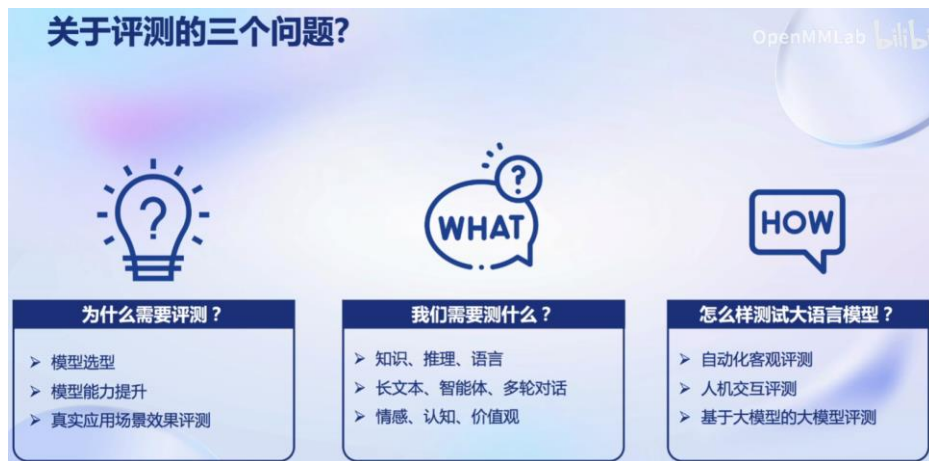 关于评测的三个问题?
OpenMMLab bilibi
?
?
WHAT
HOW
为什么需要评测？
我们需要测什么？
怎么样测试大语言模型？
➤ 模型选型
➤ 模型能力提升
➤ 真实应用场景效果评测
➤ 知识、推理、语言
➤ 长文本、智能体、多轮对话
➤ 情感、认知、价值观
➤ 自动化客观评测
➤ 人机交互评测
➤ 基于大模型的大模型评测